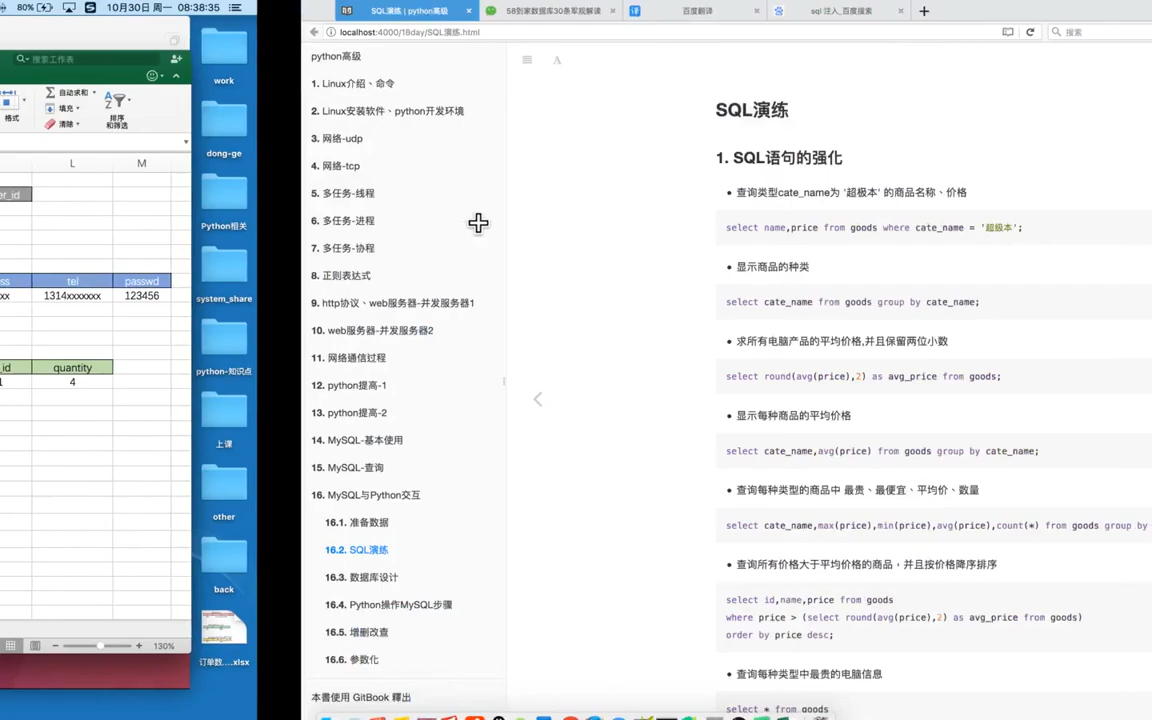 80% 10月30日 周一 08:38:35
搜索工作表
自动求和
填充
清除
格式
排序
和筛选
L M
er_id
ss tel passwd
xx 1314xxxxxxx 123456
_id quantity
1 4
130%
work
dong-ge
Python相关
system_share
python-知识点
上课
other
back
订单数....xlsx
SQL演练 | python高级
58到家数据库30条军规解读
百度翻译
sql 注入_百度搜索
localhost:4000/18day/SQL演练.html
搜索
python高级
1. Linux介绍、命令
2. Linux安装软件、python开发环境
3. 网络-udp
4. 网络-tcp
5. 多任务-线程
6. 多任务-进程
7. 多任务-协程
8. 正则表达式
9. http协议、web服务器-并发服务器1
10. web服务器-并发服务器2
11. 网络通信过程
12. python提高-1
13. python提高-2
14. MySQL-基本使用
15. MySQL-查询
16. MySQL与Python交互
16.1. 准备数据
16.2. SQL演练
16.3. 数据库设计
16.4. Python操作MySQL步骤
16.5. 增删改查
16.6. 参数化
本書使用 GitBook 釋出
A
SQL演练
1. SQL语句的强化
• 查询类型cate_name为 '超极本' 的商品名称、价格
select name,price from goods where cate_name = '超级本';
• 显示商品的种类
select cate_name from goods group by cate_name;
• 求所有电脑产品的平均价格,并且保留两位小数
select round(avg(price),2) as avg_price from goods;
• 显示每种商品的平均价格
select cate_name,avg(price) from goods group by cate_name;
• 查询每种类型的商品中 最贵、最便宜、平均价、数量
select cate_name,max(price),min(price),avg(price),count(*) from goods group by
• 查询所有价格大于平均价格的商品，并且按价格降序排序
select id,name,price from goods
where price > (select round(avg(price),2) as avg_price from goods)
order by price desc;
• 查询每种类型中最贵的电脑信息
select * from goods